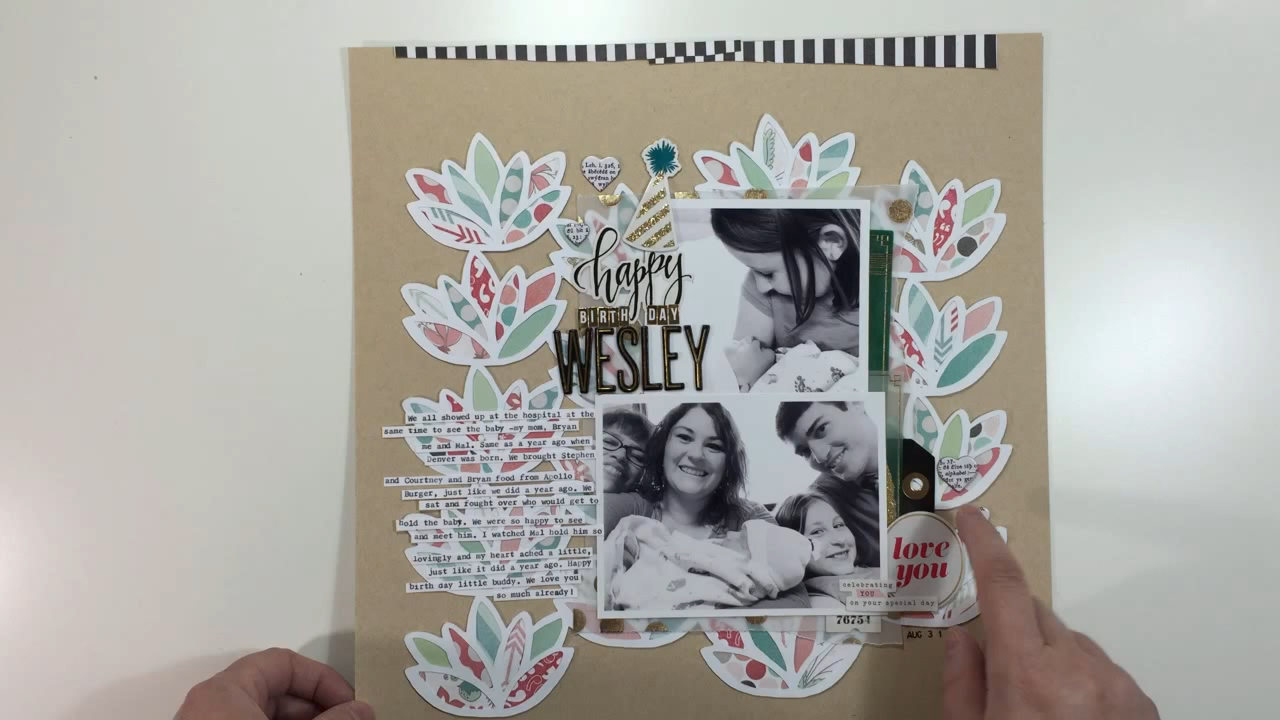 happy
BIRTH DAY
WESLEY
We all showed up at the hospital at the
same time to see the baby -my mom, Bryan
me and Mal. Same as a year ago when
Denver was born. We brought Stephen
and Courtney and Bryan food from Apollo
Burger, just like we did a year ago. We
sat and fought over who would get to
hold the baby. We were so happy to see
and meet him. I watched Mal hold him so
lovingly and my heart ached a little,
just like it did a year ago. Happy
birth day little buddy. We love you
so much already!
love
you
celebrating
YOU
on your special day
76754
AUG 31